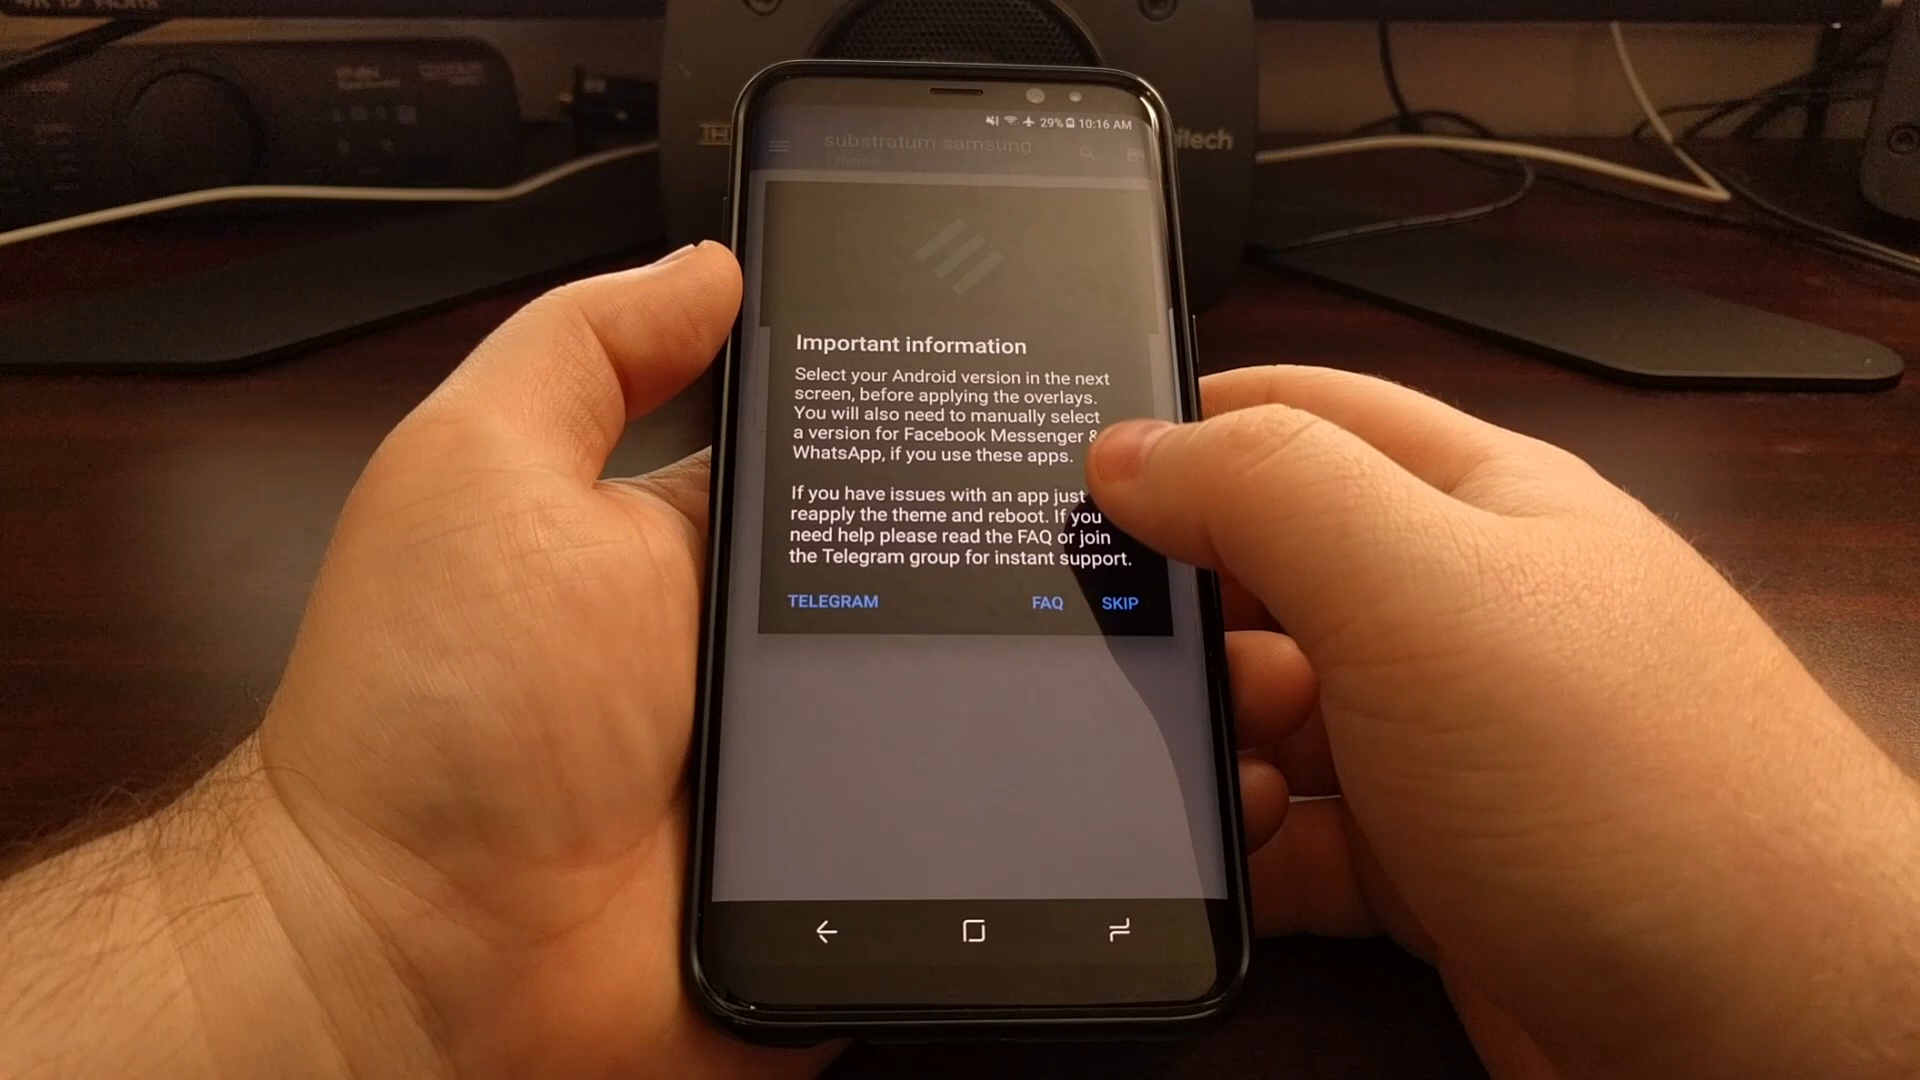 29% 10:16 AM
substratum samsung
1 theme
Important information
Select your Android version in the next
screen, before applying the overlays.
You will also need to manually select
a version for Facebook Messenger &
WhatsApp, if you use these apps.
If you have issues with an app just
reapply the theme and reboot. If you
need help please read the FAQ or join
the Telegram group for instant support.
TELEGRAM FAQ SKIP